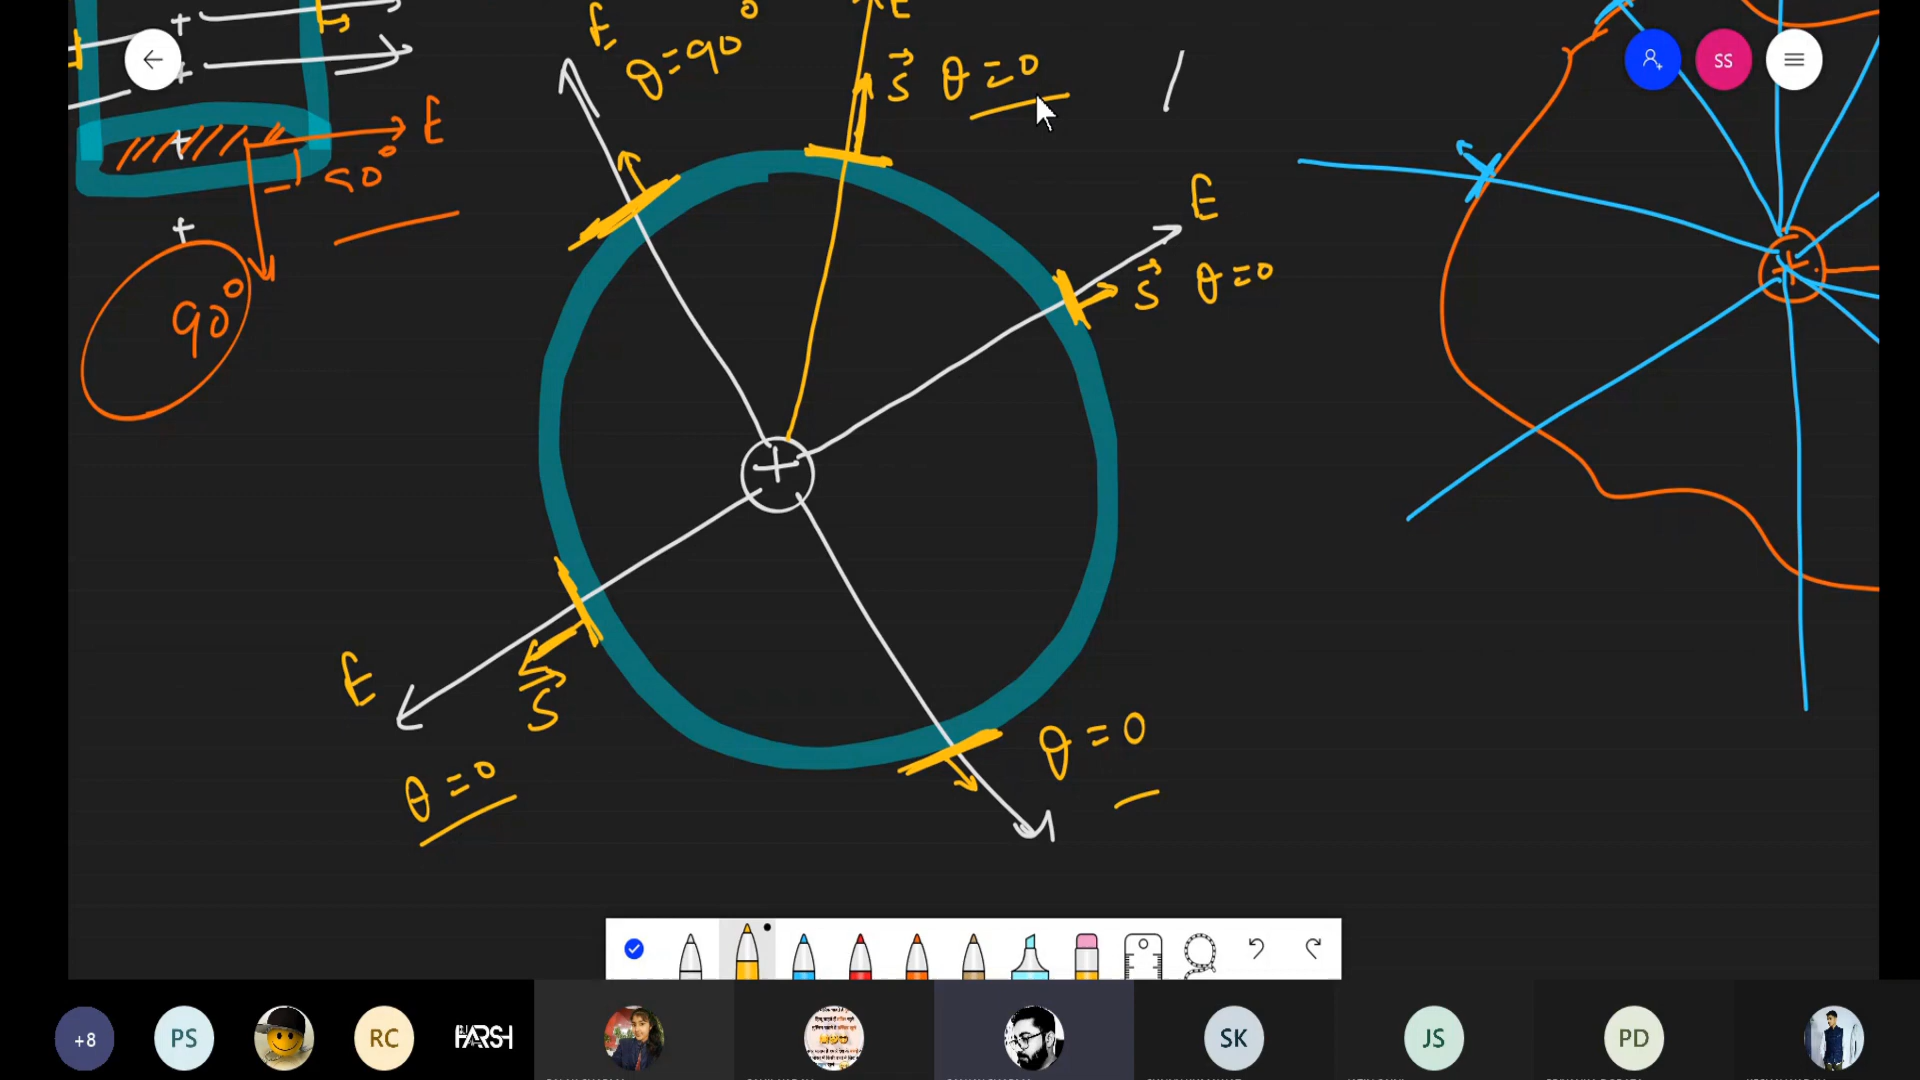 E
θ=90°
E
S⃗ θ=0
E
S⃗ θ=0
E
90°
90°
+
+
+
+
+
+
E
S⃗
θ=0
θ=0
SS
+8
PS
RC
HARSH
SK
JS
PD